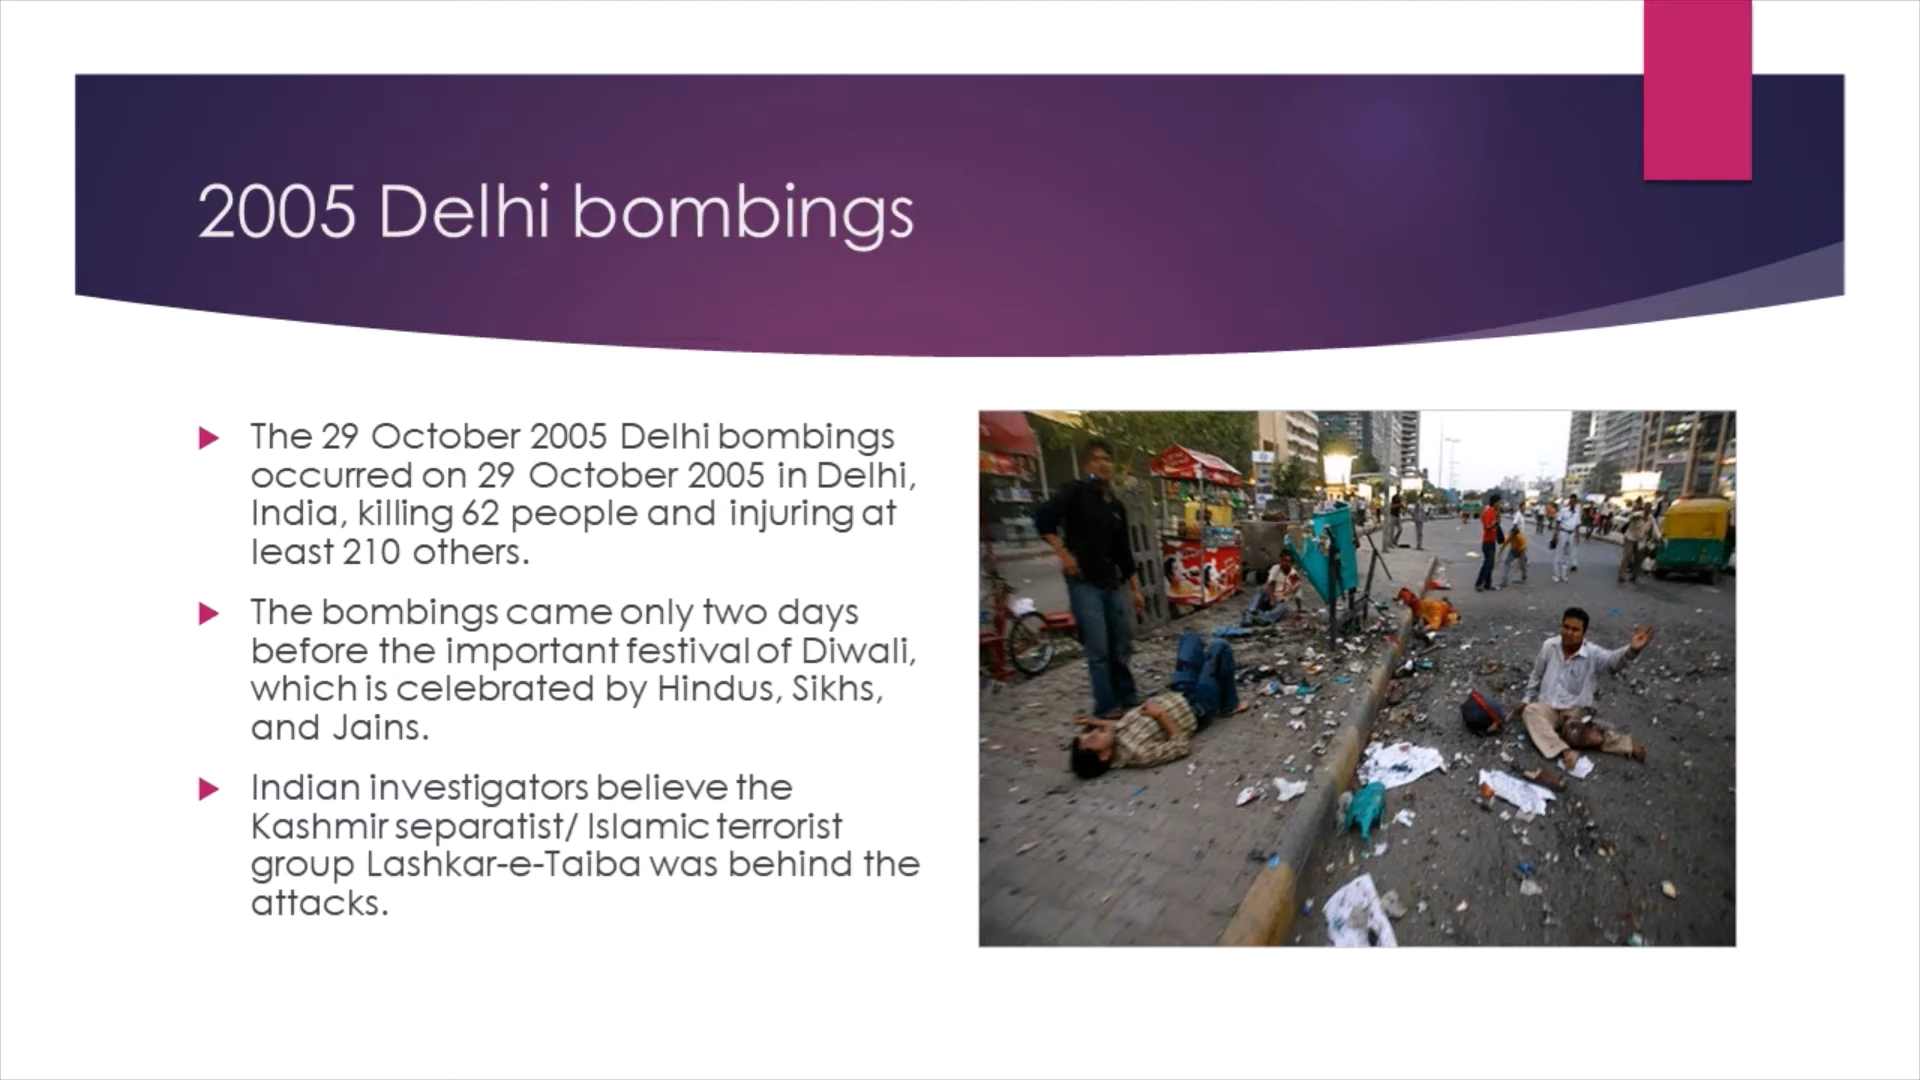 2005 Delhi bombings
The 29 October 2005 Delhi bombings
occurred on 29 October 2005 in Delhi,
India, killing 62 people and injuring at
least 210 others.
The bombings came only two days
before the important festival of Diwali,
which is celebrated by Hindus, Sikhs,
and Jains.
Indian investigators believe the
Kashmir separatist/ Islamic terrorist
group Lashkar-e-Taiba was behind the
attacks.